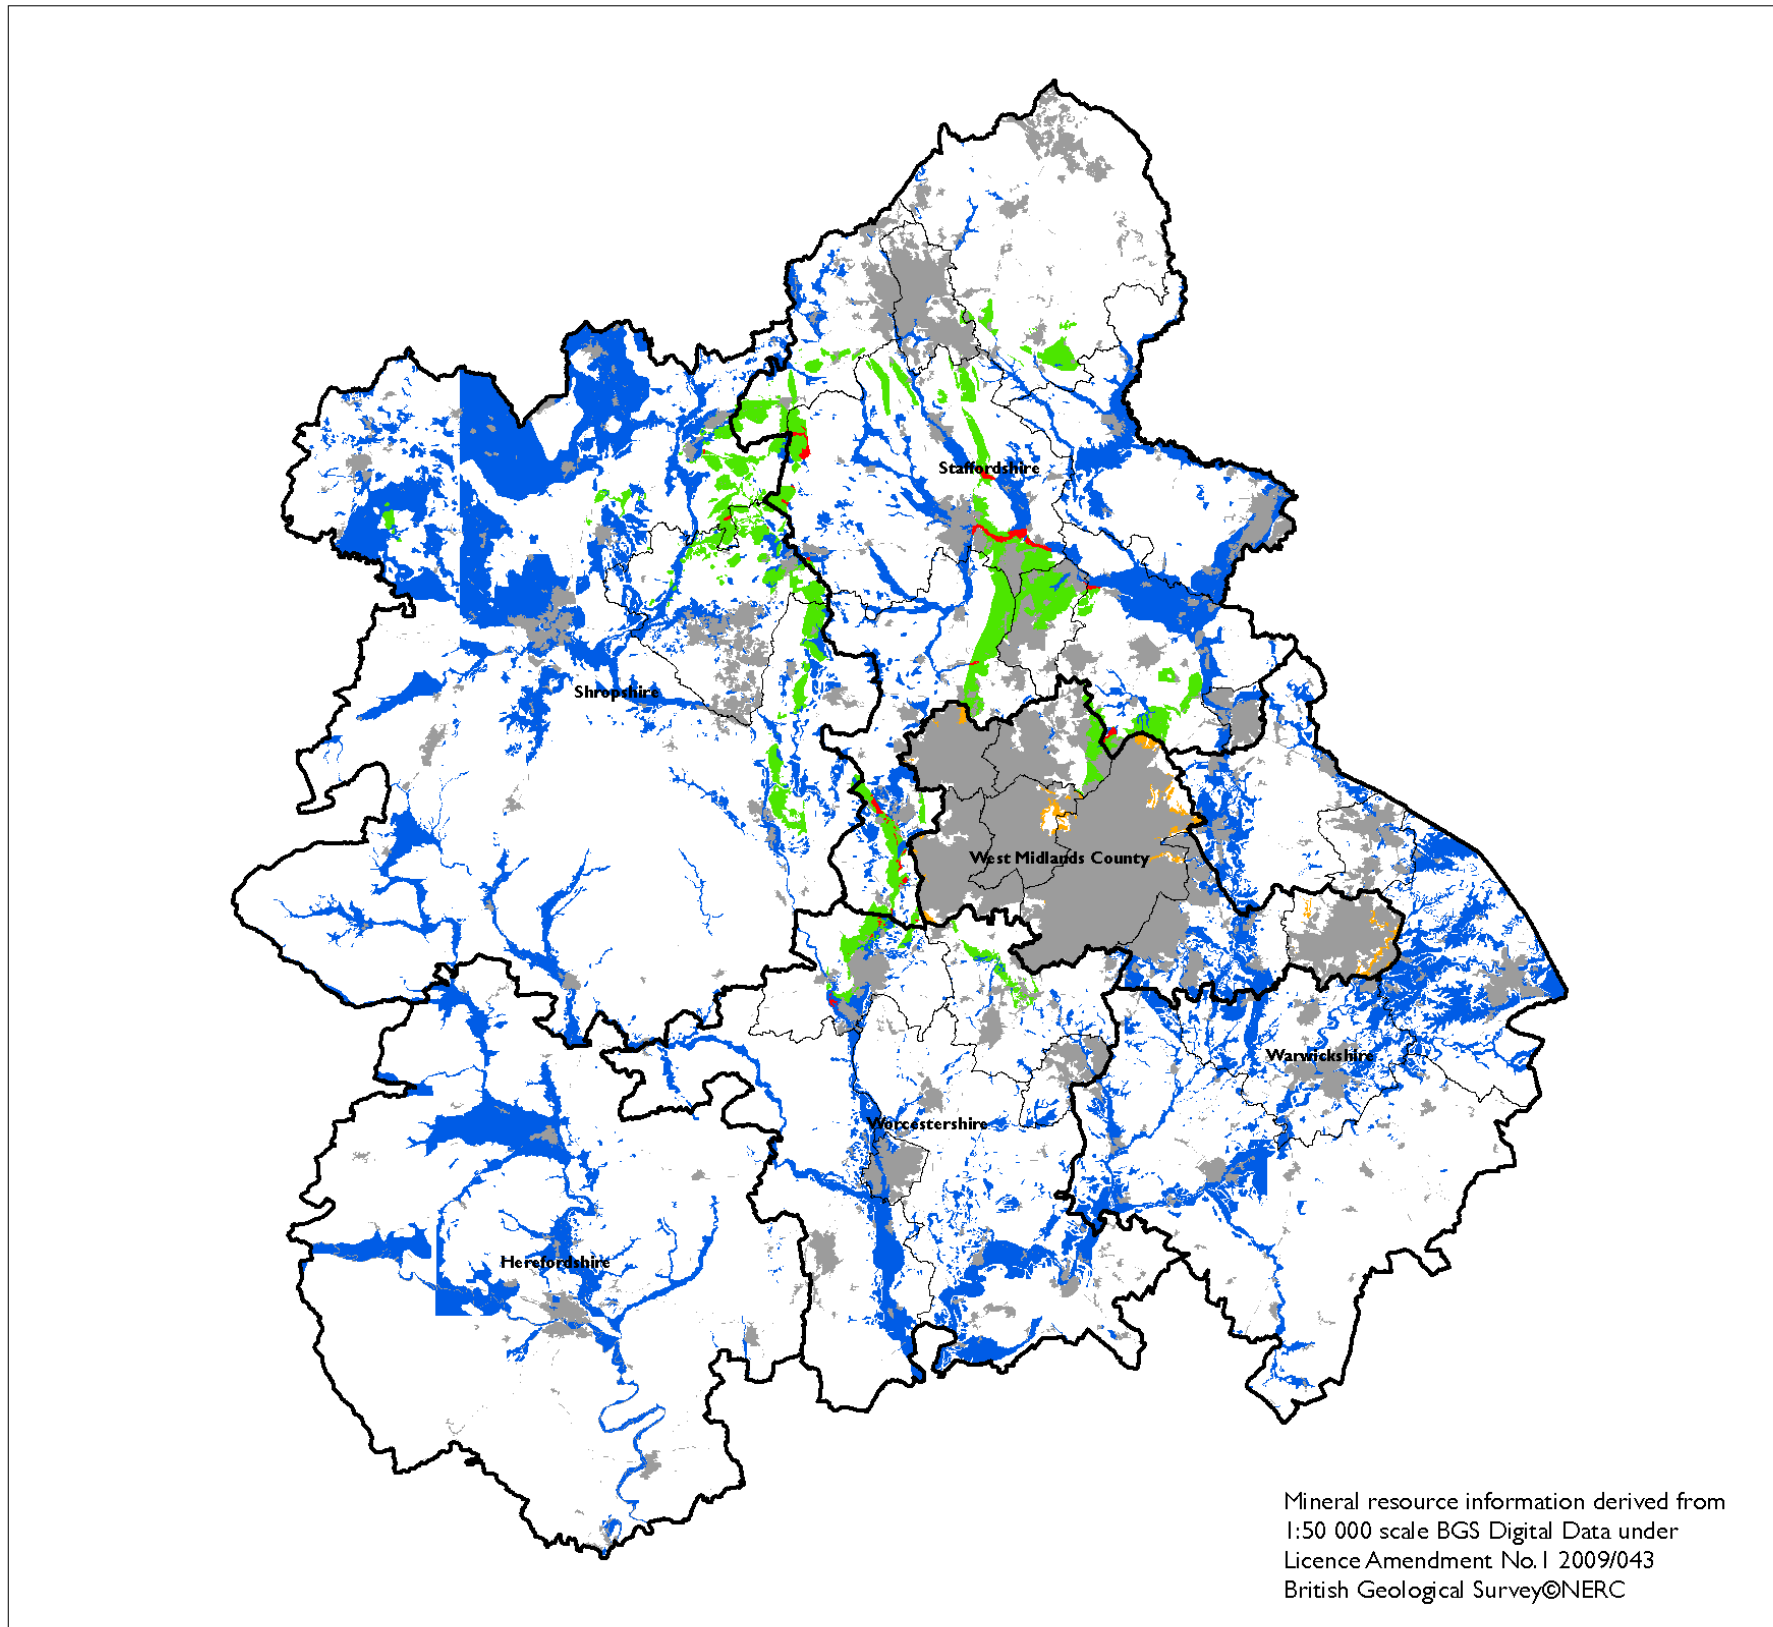 Staffordshire
Shropshire
West Midlands County
Warwickshire
Worcestershire
Herefordshire
Mineral resource information derived from
1:50 000 scale BGS Digital Data under
Licence Amendment No.1 2009/043
British Geological Survey©NERC